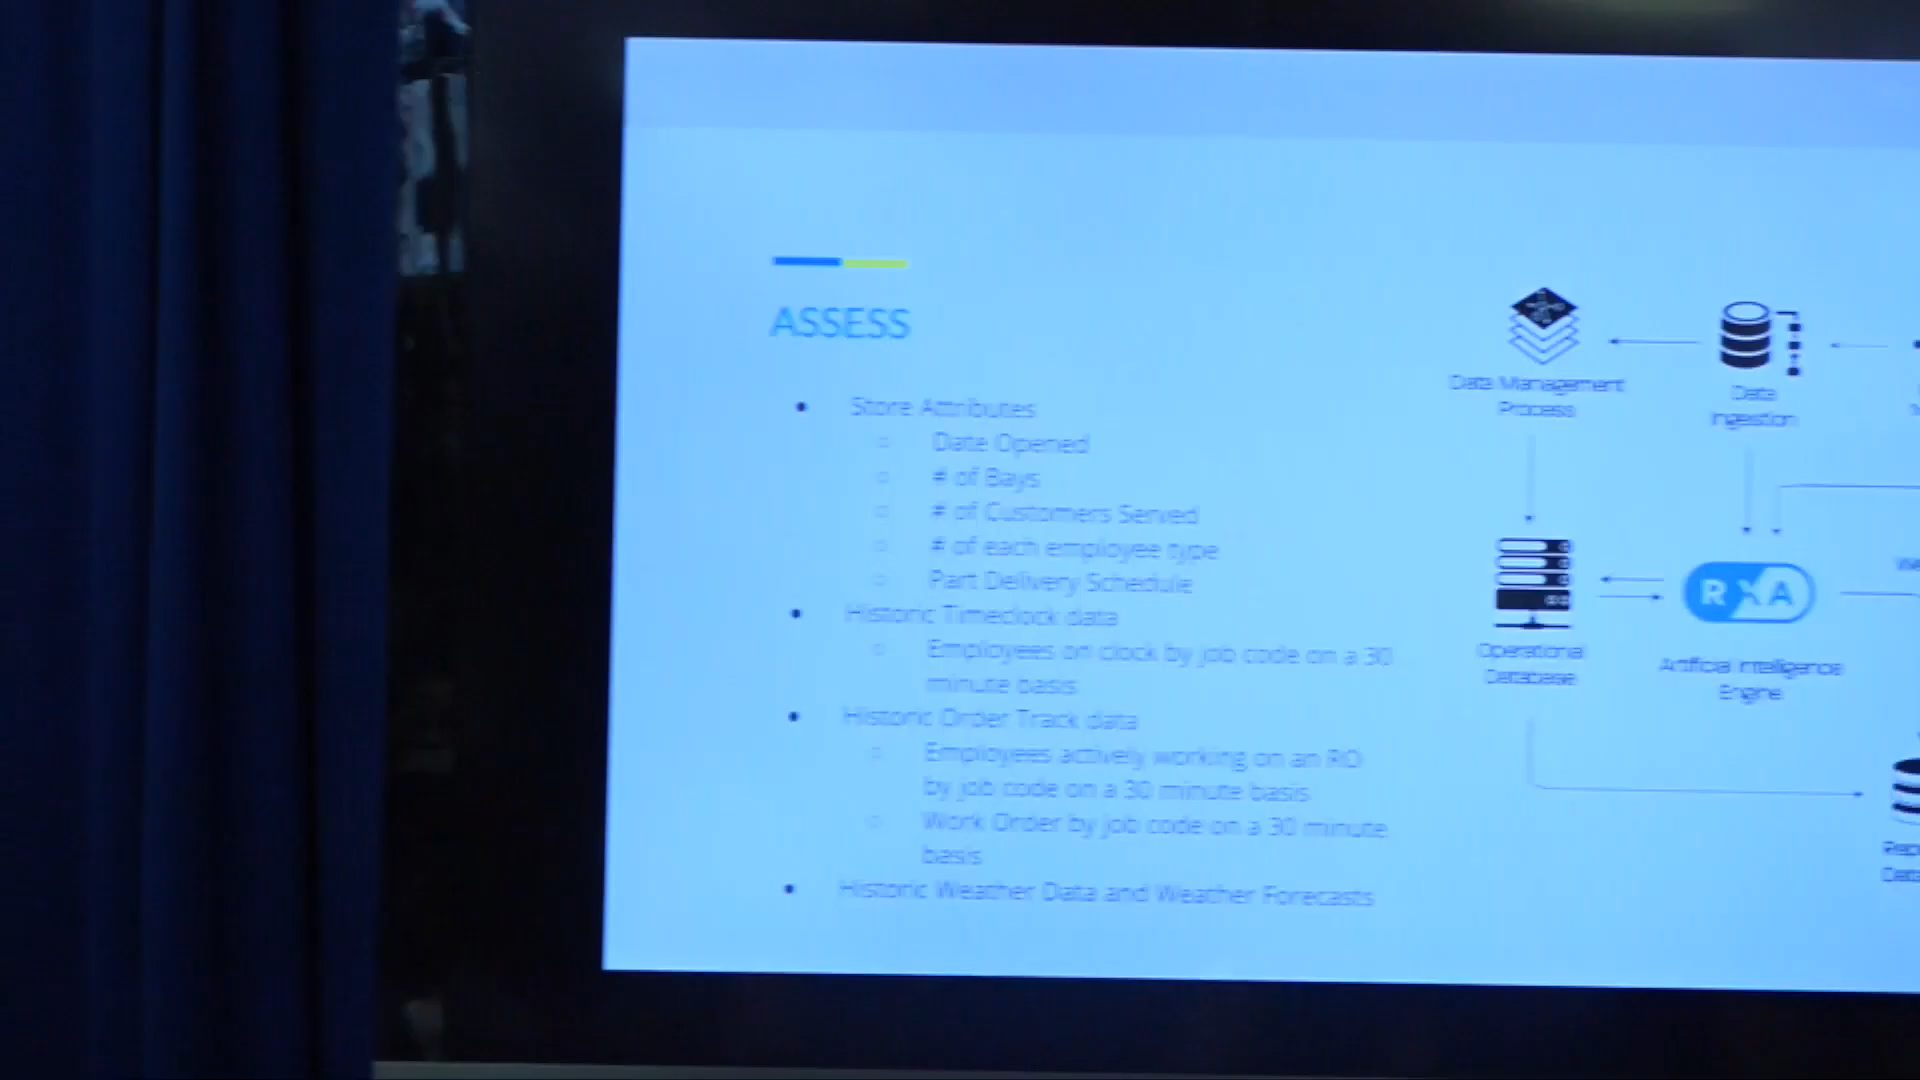 ASSESS
Store Attributes
Date Opened
# of Bays
# of Customers Served
# of each employee type
Part Delivery Schedule
Historic Timeclock data
Employees on clock by job code on a 30
minute basis
Historic Order Track data
Employees actively working on an RO
by job code on a 30 minute basis
Work Order by job code on a 30 minute
basis
Historic Weather Data and Weather Forecasts
Data Management
Process
Data
Ingestion
Operational
Database
RXA
Artificial Intelligence
Engine